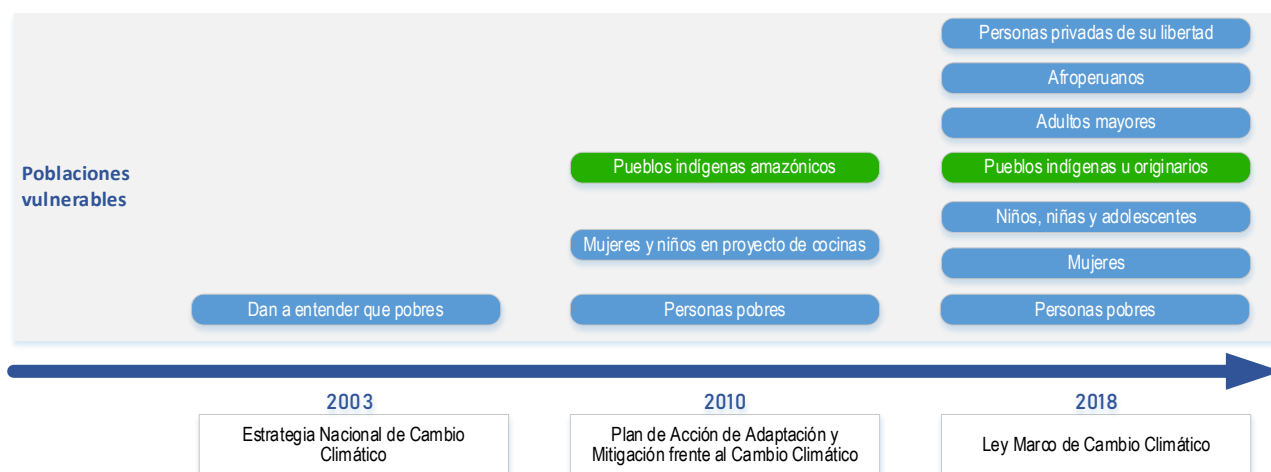 Personas privadas de su libertad
Afroperuanos
Adultos mayores
Poblaciones
vulnerables
Pueblos indígenas amazónicos
Pueblos indígenas u originarios
Niños, niñas y adolescentes
Mujeres y niños en proyecto de cocinas
Mujeres
Dan a entender que pobres
Personas pobres
Personas pobres
2003
2010
2018
Estrategia Nacional de Cambio
Climático
Plan de Acción de Adaptación y
Mitigación frente al Cambio Climático
Ley Marco de Cambio Climático